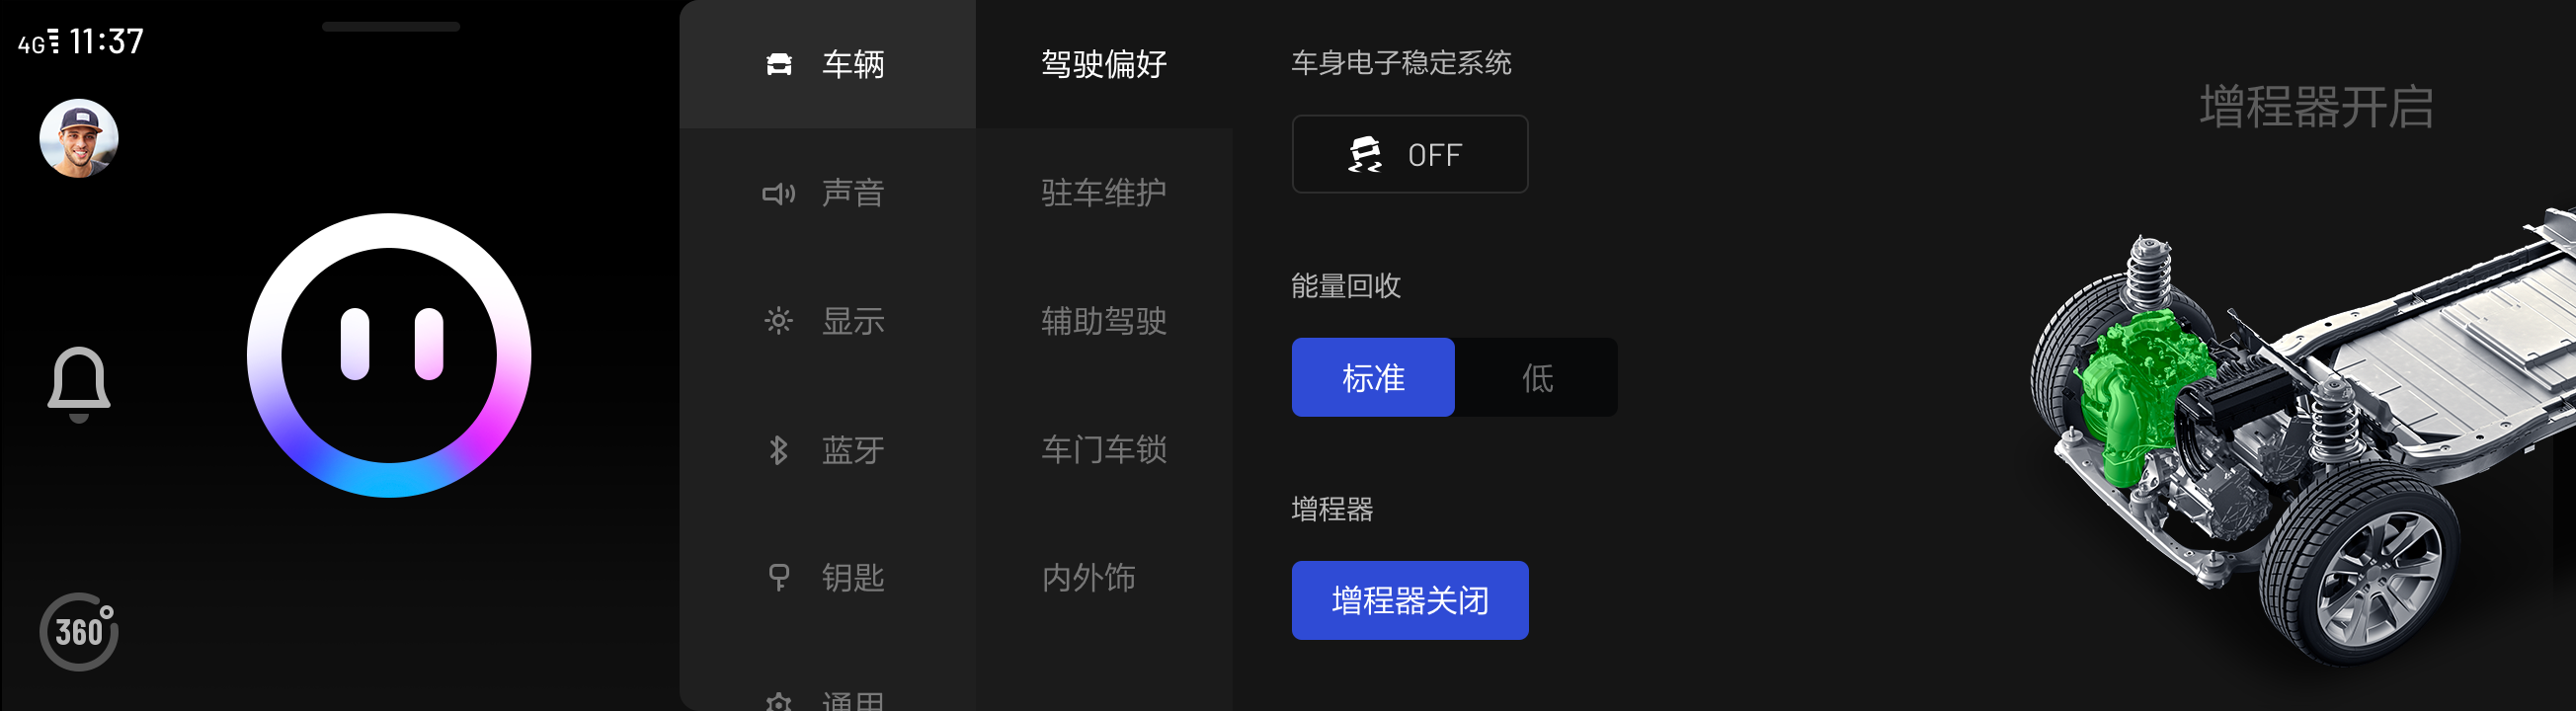 4G 11:37
360°
车辆
声音
显示
蓝牙
钥匙
通用
驾驶偏好
驻车维护
辅助驾驶
车门车锁
内外饰
车身电子稳定系统
OFF
能量回收
标准
低
增程器
增程器关闭
增程器开启